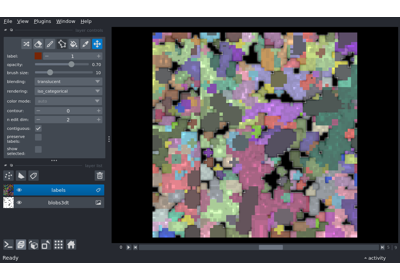 File View Plugins Window Help
label: 1
opacity: 0.70
brush size: 10
blending: translucent
rendering: iso_categorical
color mode:
contour: 0
n edit dim: 2
contiguous:
preserve labels:
show selected:
labels
blobs3dt
0
Ready
activity